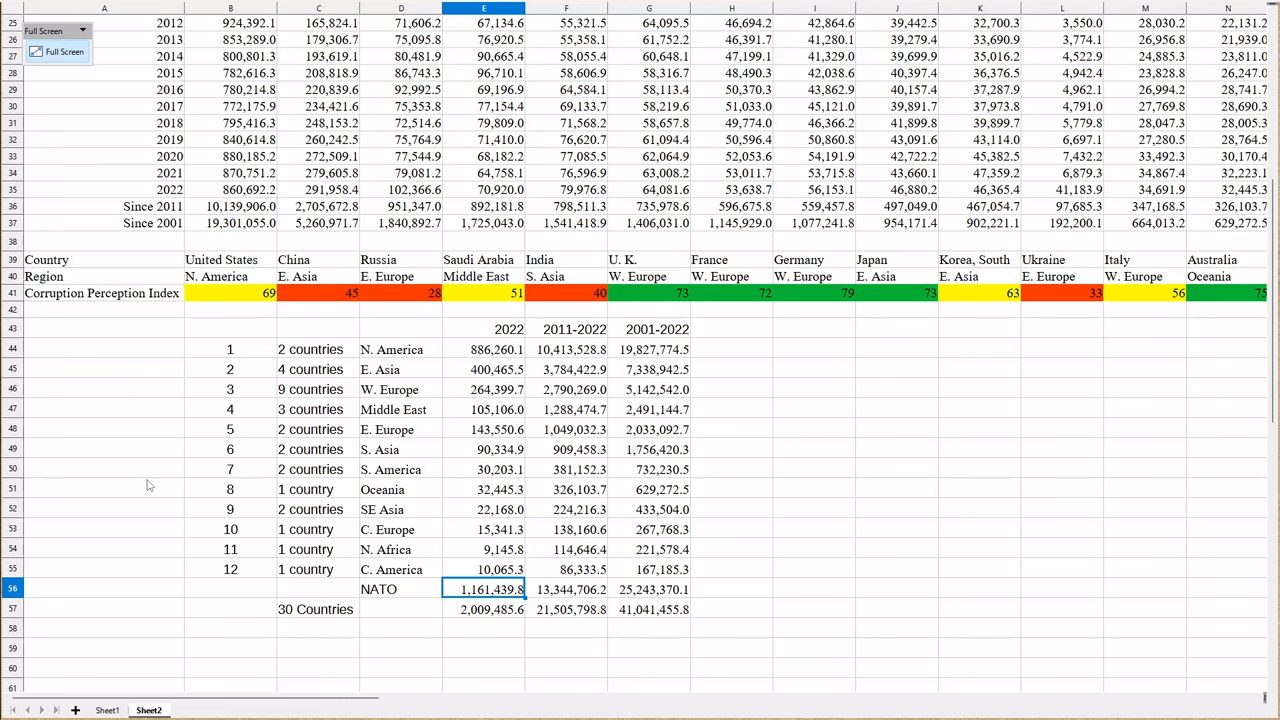 A B C D E F G H I J K L M N
25 2012 924,392.1 165,824.1 71,606.2 67,134.6 55,321.5 64,095.5 46,694.2 42,864.6 39,442.5 32,700.3 3,550.0 28,030.2 22,131.2
Full Screen
26 2013 853,289.0 179,306.7 75,095.8 76,920.5 55,358.1 61,752.2 46,391.7 41,280.1 39,279.4 33,690.9 3,774.1 26,956.8 21,939.0
Full Screen
27 2014 800,801.3 193,619.1 80,481.9 90,665.4 58,055.4 60,648.1 47,199.1 41,329.0 39,699.9 35,016.2 4,522.9 24,885.3 23,811.0
28 2015 782,616.3 208,818.9 86,743.3 96,710.1 58,606.9 58,316.7 48,490.3 42,038.6 40,397.4 36,376.5 4,942.4 23,828.8 26,247.0
29 2016 780,214.8 220,839.6 92,992.5 69,196.9 64,584.1 58,113.4 50,370.3 43,862.9 40,157.4 37,287.9 4,962.1 26,994.2 28,741.7
30 2017 772,175.9 234,421.6 75,353.8 77,154.4 69,133.7 58,219.6 51,033.0 45,121.0 39,891.7 37,973.8 4,791.0 27,769.8 28,690.3
31 2018 795,416.3 248,153.2 72,514.6 79,809.0 71,568.2 58,657.8 49,774.0 46,366.2 41,899.8 39,899.7 5,779.8 28,047.3 28,005.3
32 2019 840,614.8 260,242.5 75,764.9 71,410.0 76,620.7 61,094.4 50,596.4 50,860.8 43,091.6 43,114.0 6,697.1 27,280.5 28,764.5
33 2020 880,185.2 272,509.1 77,544.9 68,182.2 77,085.5 62,064.9 52,053.6 54,191.9 42,722.2 45,382.5 7,432.2 33,492.3 30,170.4
34 2021 870,751.2 279,605.8 79,081.2 64,758.1 76,596.9 63,008.2 53,011.7 53,715.8 43,660.1 47,359.2 6,879.3 34,867.4 32,223.1
35 2022 860,692.2 291,958.4 102,366.6 70,920.0 79,976.8 64,081.6 53,638.7 56,153.1 46,880.2 46,365.4 41,183.9 34,691.9 32,445.3
36 Since 2011 10,139,906.0 2,705,672.8 951,347.0 892,181.8 798,511.3 735,978.6 596,675.8 559,457.8 497,049.0 467,054.7 97,685.3 347,168.5 326,103.7
37 Since 2001 19,301,055.0 5,260,971.7 1,840,892.7 1,725,043.0 1,541,418.9 1,406,031.0 1,145,929.0 1,077,241.8 954,171.4 902,221.1 192,200.1 664,013.2 629,272.5
38
39 Country United States China Russia Saudi Arabia India U. K. France Germany Japan Korea, South Ukraine Italy Australia
40 Region N. America E. Asia E. Europe Middle East S. Asia W. Europe W. Europe W. Europe E. Asia E. Asia E. Europe W. Europe Oceania
41 Corruption Perception Index 69 45 28 51 40 73 72 79 73 63 33 56 75
42
43 2022 2011-2022 2001-2022
44 1 2 countries N. America 886,260.1 10,413,528.8 19,827,774.5
45 2 4 countries E. Asia 400,465.5 3,784,422.9 7,338,942.5
46 3 9 countries W. Europe 264,399.7 2,790,269.0 5,142,542.0
47 4 3 countries Middle East 105,106.0 1,288,474.7 2,491,144.7
48 5 2 countries E. Europe 143,550.6 1,049,032.3 2,033,092.7
49 6 2 countries S. Asia 90,334.9 909,458.3 1,756,420.3
50 7 2 countries S. America 30,203.1 381,152.3 732,230.5
51 8 1 country Oceania 32,445.3 326,103.7 629,272.5
52 9 2 countries SE Asia 22,168.0 224,216.3 433,504.0
53 10 1 country C. Europe 15,341.3 138,160.6 267,768.3
54 11 1 country N. Africa 9,145.8 114,646.4 221,578.4
55 12 1 country C. America 10,065.3 86,333.5 167,185.3
56 NATO 1,161,439.8 13,344,706.2 25,243,370.1
57 30 Countries 2,009,485.6 21,505,798.8 41,041,455.8
58
59
60
61
Sheet1 Sheet2